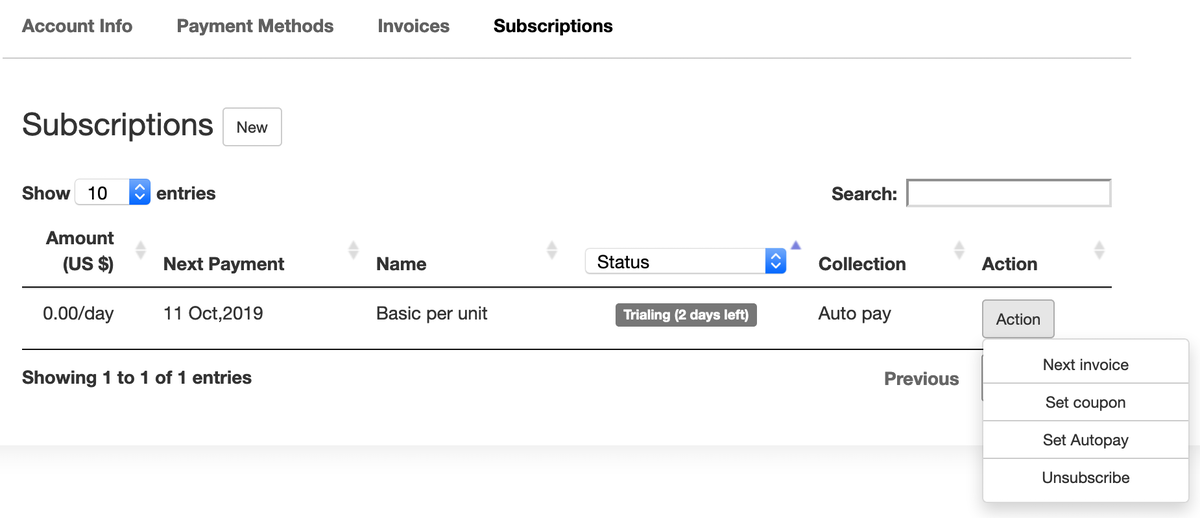 Account Info Payment Methods Invoices Subscriptions
Subscriptions New
Show 10 entries Search:
Amount
(US $) Next Payment Name Status Collection Action
0.00/day 11 Oct,2019 Basic per unit Trialing (2 days left) Auto pay Action
Showing 1 to 1 of 1 entries Previous
Next invoice
Set coupon
Set Autopay
Unsubscribe